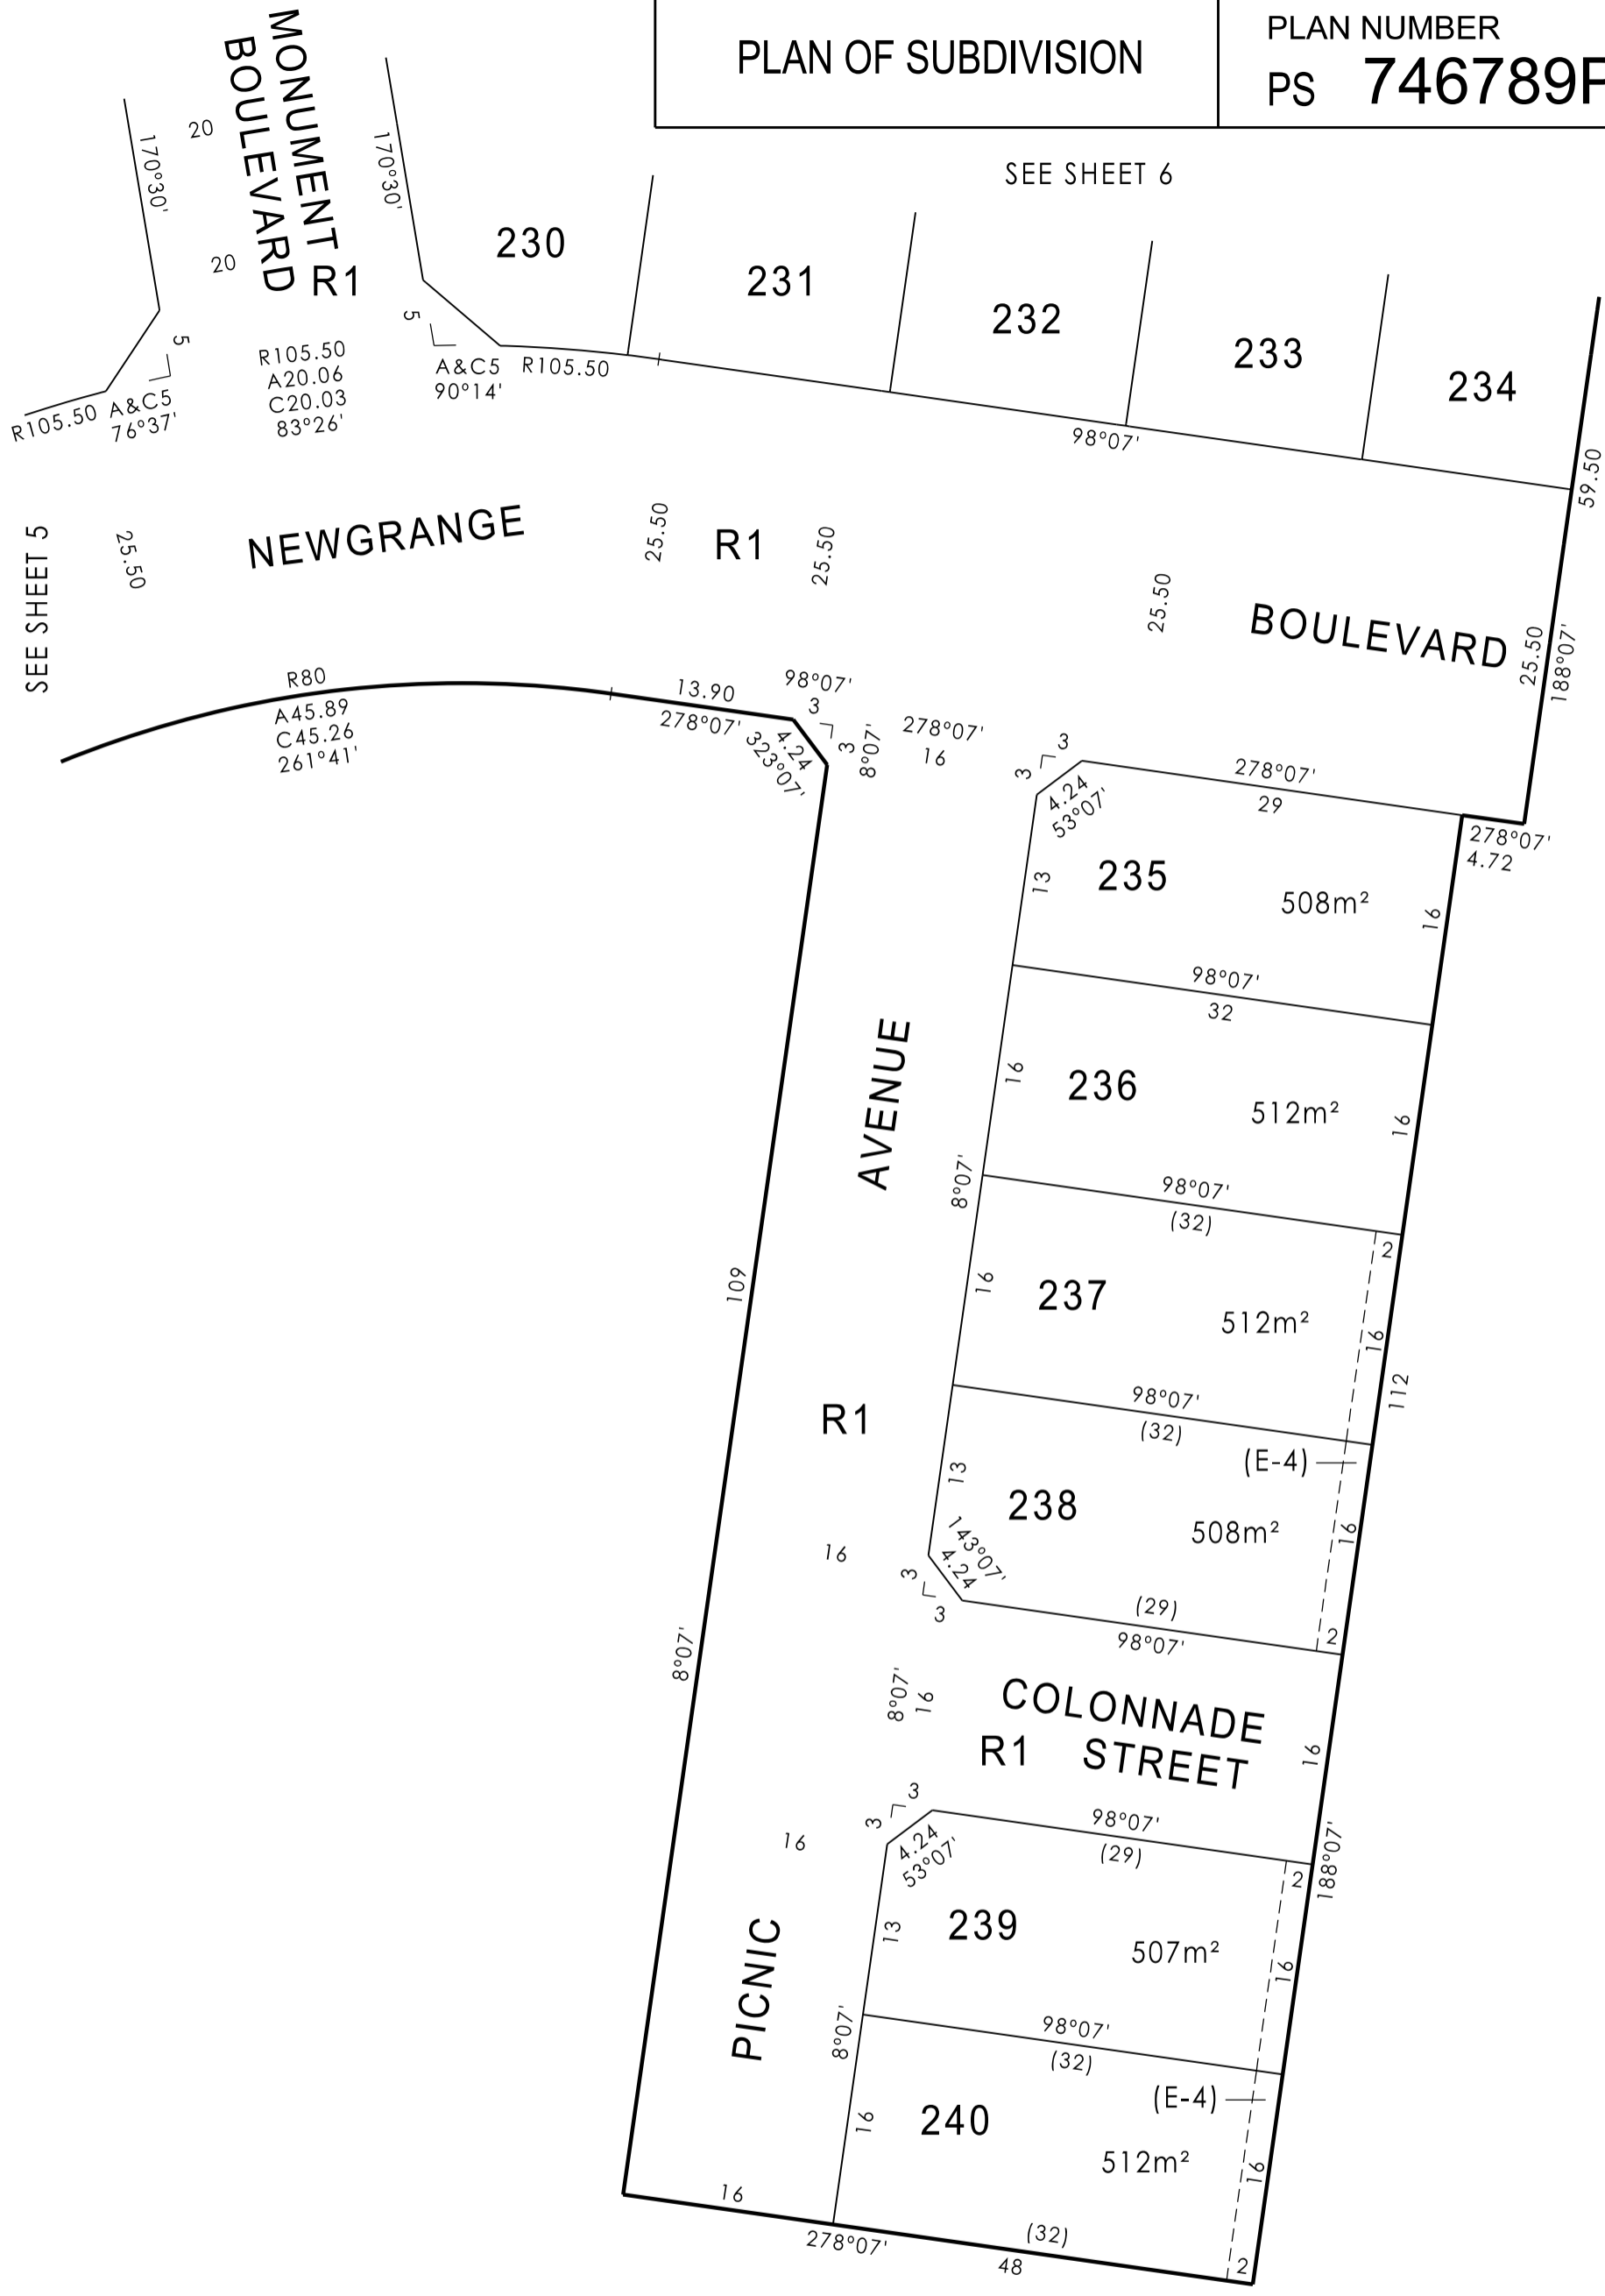 PLAN OF SUBDIVISION
PLAN NUMBER
PS 746789P
SEE SHEET 6
MONUMENT
BOULEVARD
R1
170°30'
20
20
170°30'
230
231
232
233
234
5
5
R105.50
A20.06
C20.03
83°26'
A&C5
90°14'
R105.50
R105.50
A&C5
76°37'
98°07'
59.50
SEE SHEET 5
25.50
NEWGRANGE
25.50
R1
25.50
25.50
BOULEVARD
25.50
188°07'
R80
A45.89
C45.26
261°41'
13.90
278°07'
98°07'
3
3
8°07'
4.24
323°07'
278°07'
16
3
3
4.24
53°07'
278°07'
29
278°07'
4.72
13
235
508m²
16
98°07'
32
AVENUE
16
236
512m²
16
8°07'
98°07'
(32)
2
109
16
237
512m²
16
112
98°07'
(32)
R1
(E-4)
13
238
508m²
16
143°07'
4.24
16
3
3
(29)
98°07'
2
8°07'
8°07'
16
COLONNADE
R1 STREET
16
3
3
4.24
53°07'
16
98°07'
(29)
2
188°07'
PICNIC
13
239
507m²
16
8°07'
98°07'
(32)
(E-4)
16
240
512m²
16
16
278°07'
(32)
48
2